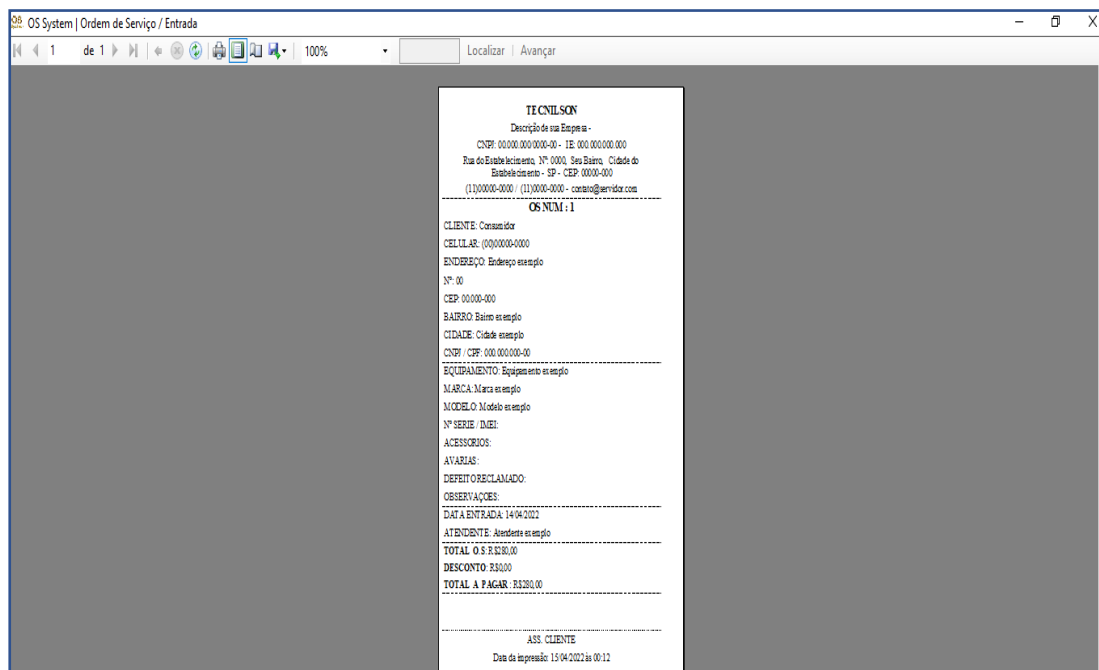 OS System | Ordem de Serviço / Entrada
1 de 1 100% Localizar | Avançar
TECNILSON
Descrição de sua Empresa -
CNPJ: 00.000.000/0000-00 - IE: 000.000.000.000
Rua do Estabelecimento, Nº: 0000, Seu Bairro, Cidade do
Estabelecimento - SP - CEP: 00000-000
(11)00000-0000 / (11)0000-0000 - contato@servidor.com
OS NUM : 1
CLIENTE: Consumidor
CELULAR: (00)00000-0000
ENDEREÇO: Endereço exemplo
Nº: 00
CEP: 00.000-000
BAIRRO: Bairro exemplo
CIDADE: Cidade exemplo
CNPJ / CPF: 000.000.000-00
EQUIPAMENTO: Equipamento exemplo
MARCA: Marca exemplo
MODELO: Modelo exemplo
Nº SERIE / IMEI:
ACESSORIOS:
AVARIAS:
DEFEITO RECLAMADO:
OBSERVAÇOES:
DATA ENTRADA: 14/04/2022
ATENDENTE: Atendente exemplo
TOTAL O.S: R$280,00
DESCONTO: R$0,00
TOTAL A PAGAR : R$280,00
ASS. CLIENTE
Data da impressão: 15/04/2022 às 00:12